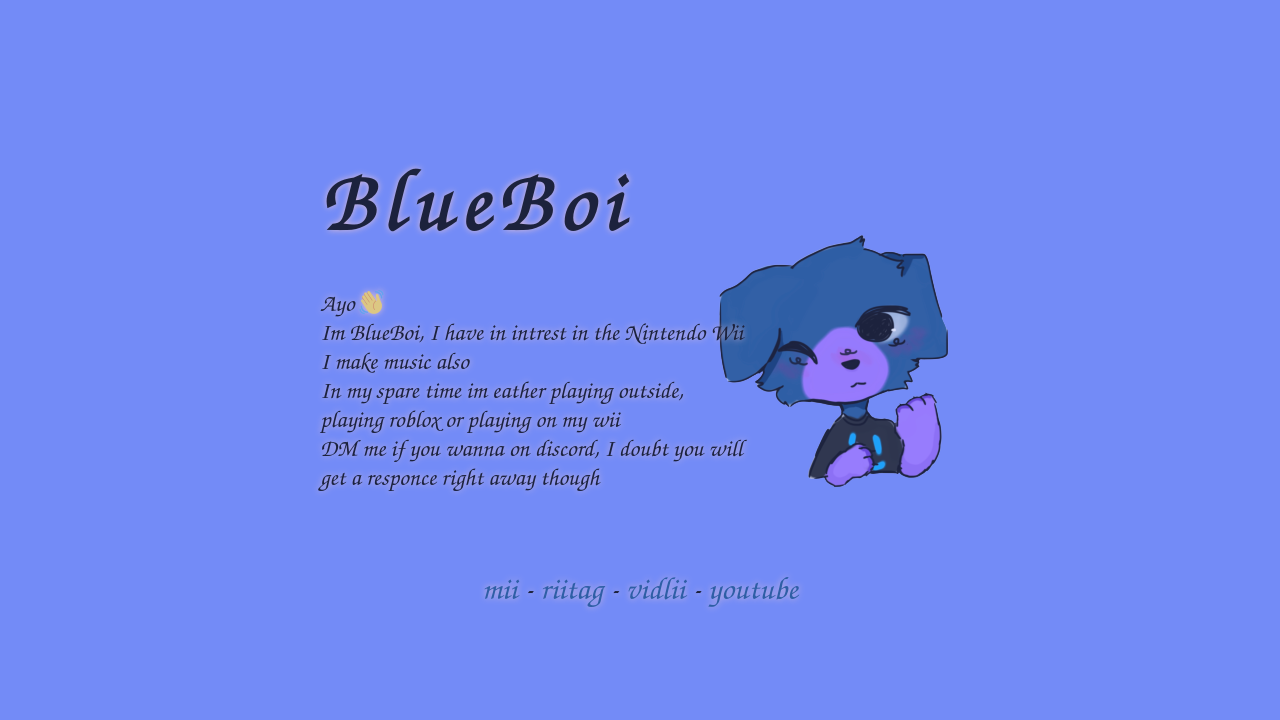 BlueBoi
Ayo 👋
Im BlueBoi, I have in intrest in the Nintendo Wii
I make music also
In my spare time im eather playing outside,
playing roblox or playing on my wii
DM me if you wanna on discord, I doubt you will
get a responce right away though
mii - riitag - vidlii - youtube